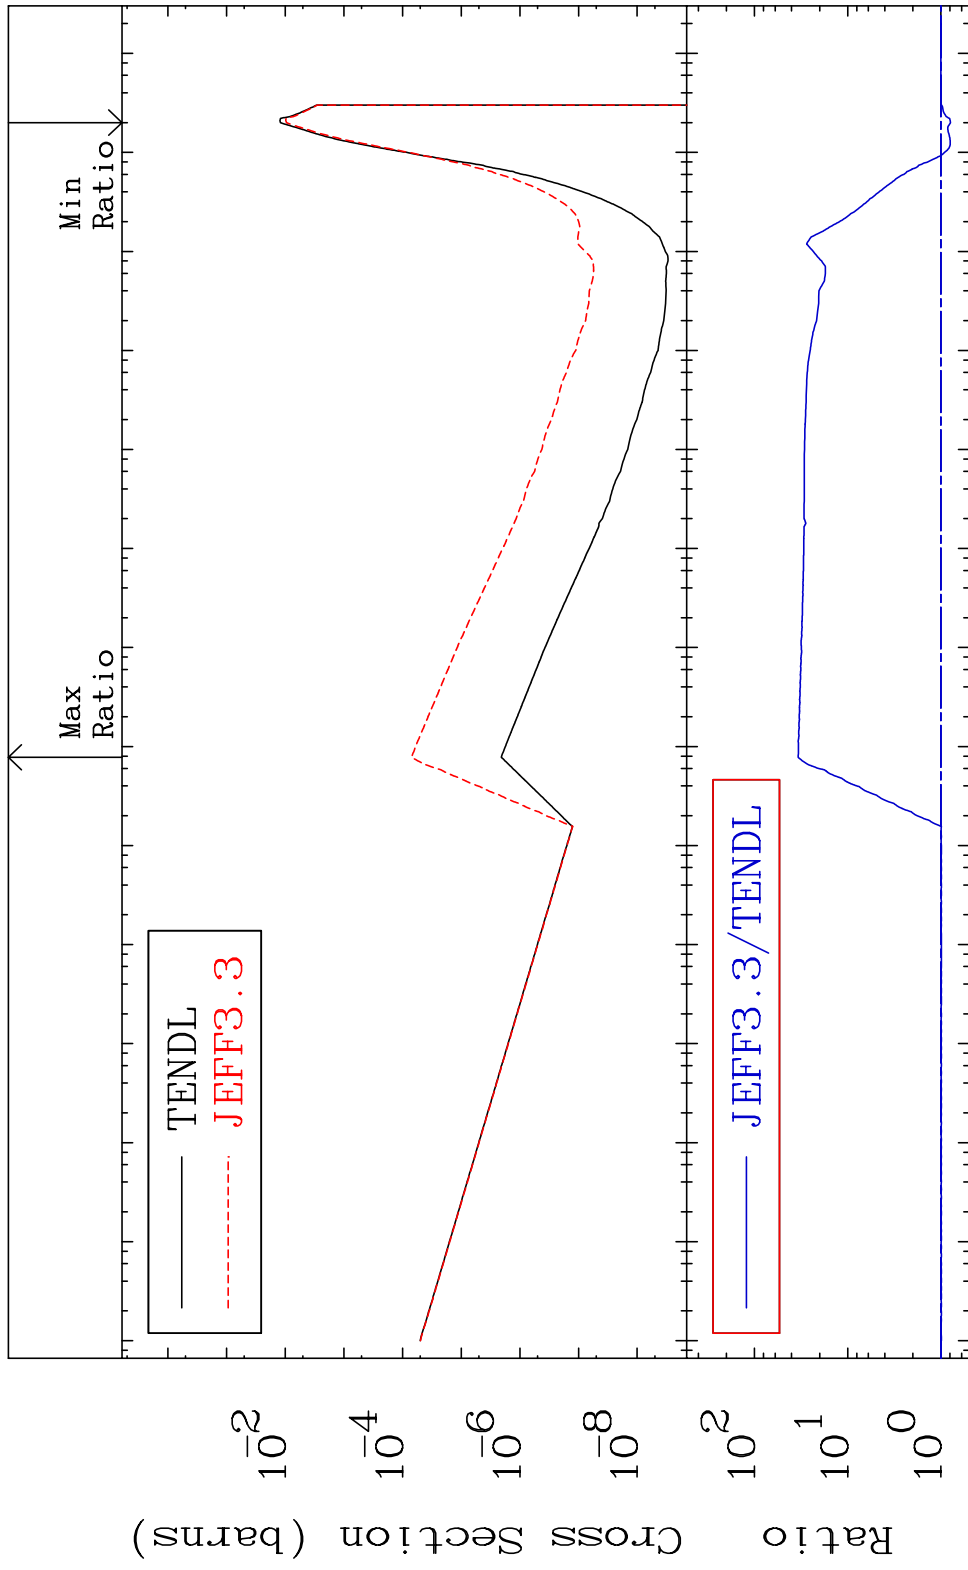 Max
Ratio
Min
Ratio
TENDL
JEFF3.3
JEFF3.3/TENDL
Cross Section (barns)
10-2
10-4
10-6
10-8
Ratio
10 2
10 1
10 0